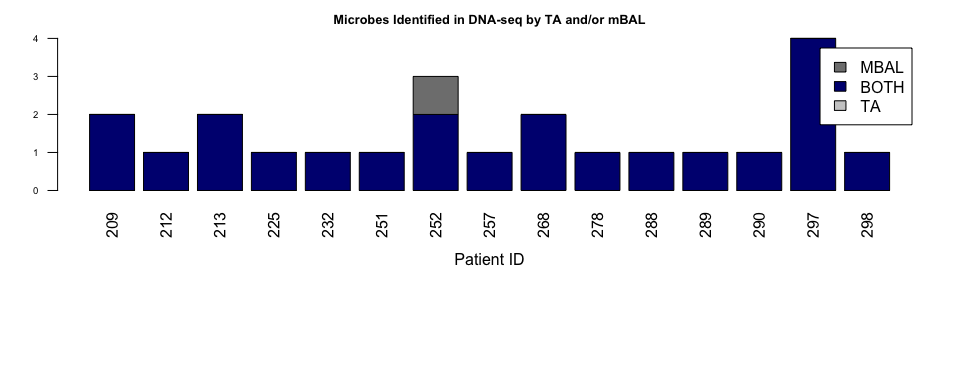 Microbes Identified in DNA-seq by TA and/or mBAL
4
3
2
1
0
MBAL
BOTH
TA
209 212 213 225 232 251 252 257 268 278 288 289 290 297 298
Patient ID